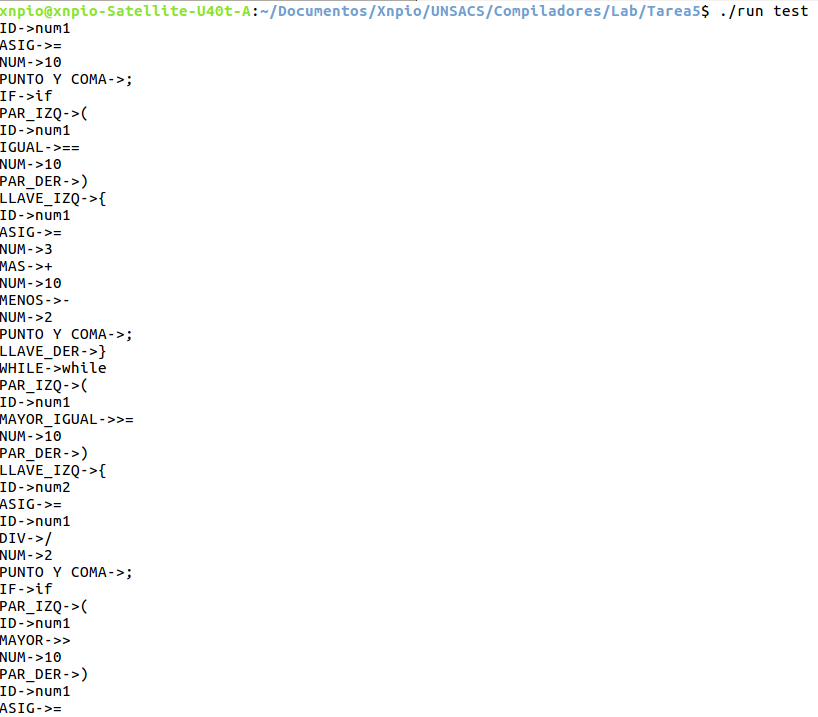 xnpio@xnpio-Satellite-U40t-A:~/Documentos/Xnpio/UNSACS/Compiladores/Lab/Tarea5$ ./run test
ID->num1
ASIG->=
NUM->10
PUNTO Y COMA->;
IF->if
PAR_IZQ->(
ID->num1
IGUAL->==
NUM->10
PAR_DER->)
LLAVE_IZQ->{
ID->num1
ASIG->=
NUM->3
MAS->+
NUM->10
MENOS->-
NUM->2
PUNTO Y COMA->;
LLAVE_DER->}
WHILE->while
PAR_IZQ->(
ID->num1
MAYOR_IGUAL->>=
NUM->10
PAR_DER->)
LLAVE_IZQ->{
ID->num2
ASIG->=
ID->num1
DIV->/
NUM->2
PUNTO Y COMA->;
IF->if
PAR_IZQ->(
ID->num1
MAYOR->>
NUM->10
PAR_DER->)
ID->num1
ASIG->=